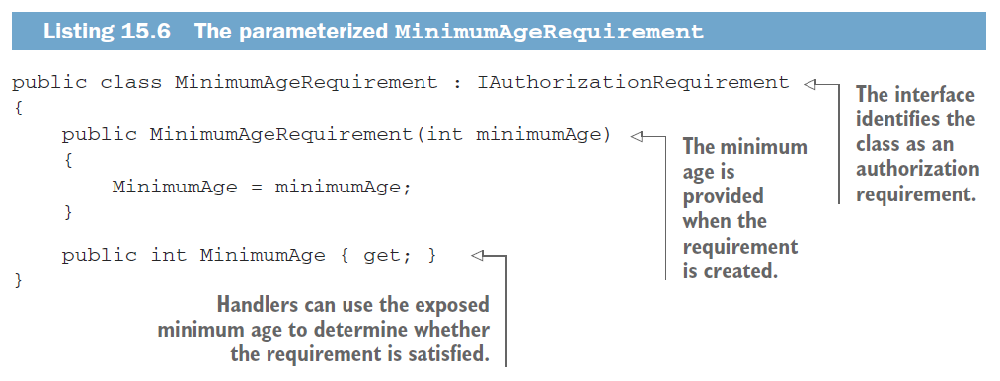 Listing 15.6 The parameterized MinimumAgeRequirement
public class MinimumAgeRequirement : IAuthorizationRequirement
{
public MinimumAgeRequirement(int minimumAge)
{
MinimumAge = minimumAge;
}
public int MinimumAge { get; }
}
The interface
identifies the
class as an
authorization
requirement.
The minimum
age is
provided
when the
requirement
is created.
Handlers can use the exposed
minimum age to determine whether
the requirement is satisfied.